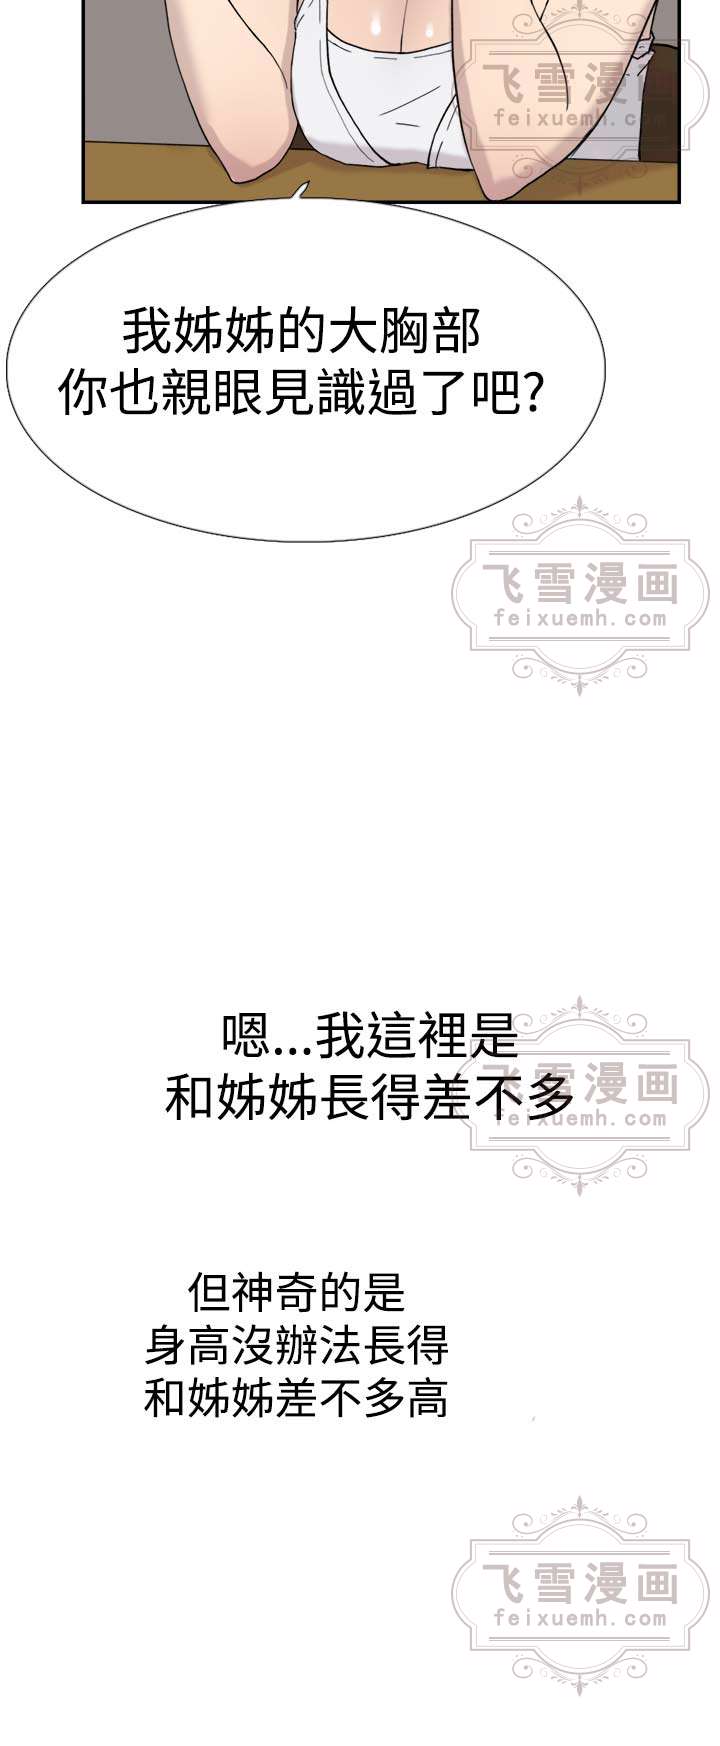 飞雪漫画
feixuemh.com
我姊姊的大胸部
你也親眼見識過了吧?
飞雪漫画
feixuemh.com
嗯...我這裡是
和姊姊長得差不多
飞雪漫画
feixuemh.com
但神奇的是
身高沒辦法長得
和姊姊差不多高
飞雪漫画
feixuemh.com